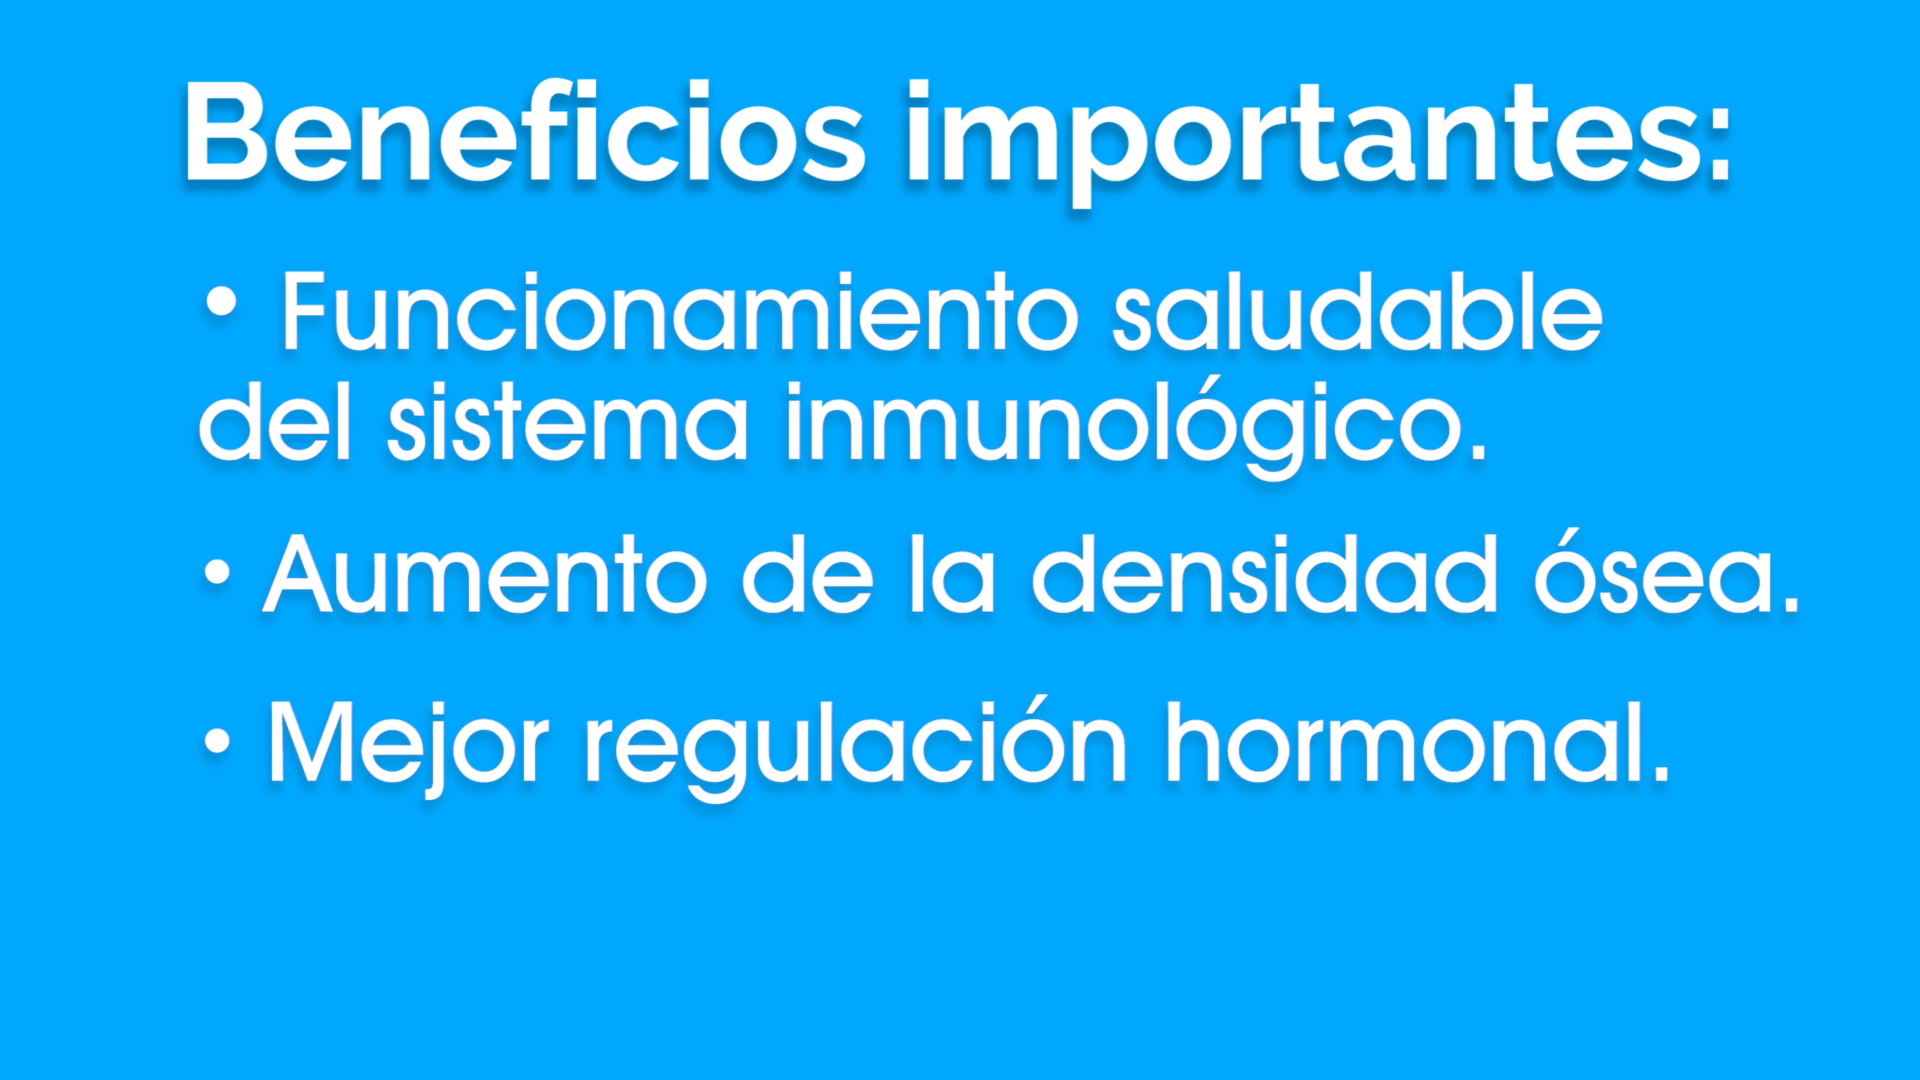 Beneficios importantes:
• Funcionamiento saludable
del sistema inmunológico.
• Aumento de la densidad ósea.
• Mejor regulación hormonal.